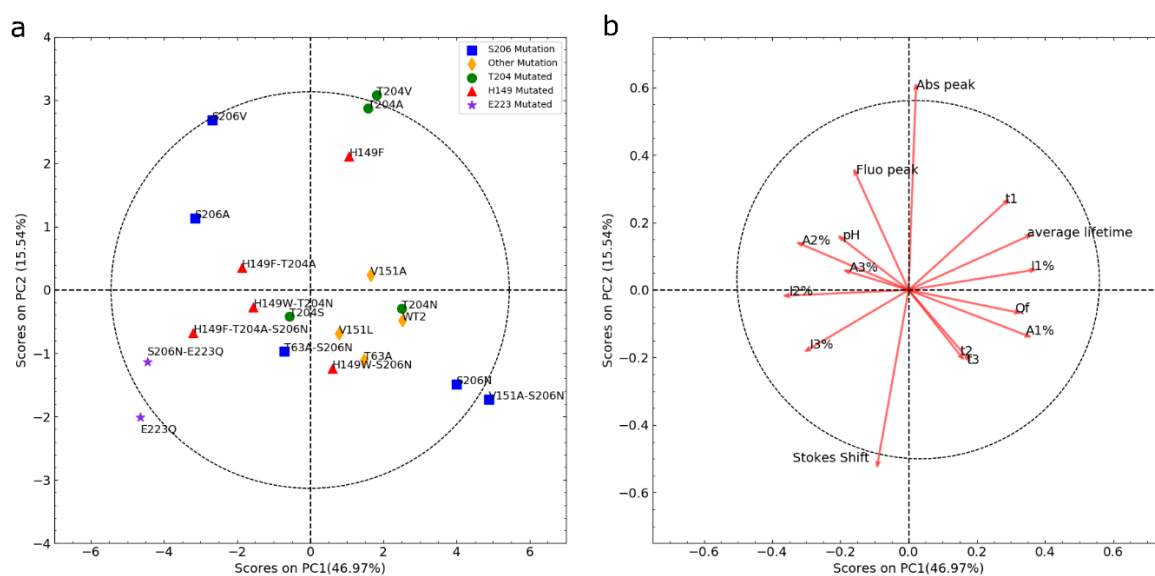 a
4
3
2
1
0
−1
−2
−3
−4
Scores on PC2 (15.54%)
−6
−4
−2
0
2
4
6
Scores on PC1(46.97%)
S206 Mutation
Other Mutation
T204 Mutated
H149 Mutated
E223 Mutated
T204V
T204A
S206V
H149F
S206A
H149F-T204A
V151A
H149W-T204N
T204N
T204S
WT2
H149F-T204A-S206N
V151L
T63A-S206N
T63A
S206N-E223Q
H149W-S206N
S206N
V151A-S206N
E223Q
b
0.6
0.4
0.2
0.0
−0.2
−0.4
−0.6
Scores on PC2 (15.54%)
−0.6
−0.4
−0.2
0.0
0.2
0.4
0.6
Scores on PC1(46.97%)
Abs peak
Fluo peak
t1
pH
average lifetime
A2%
A3%
I1%
I2%
Qf
A1%
I3%
t2
t3
Stokes Shift